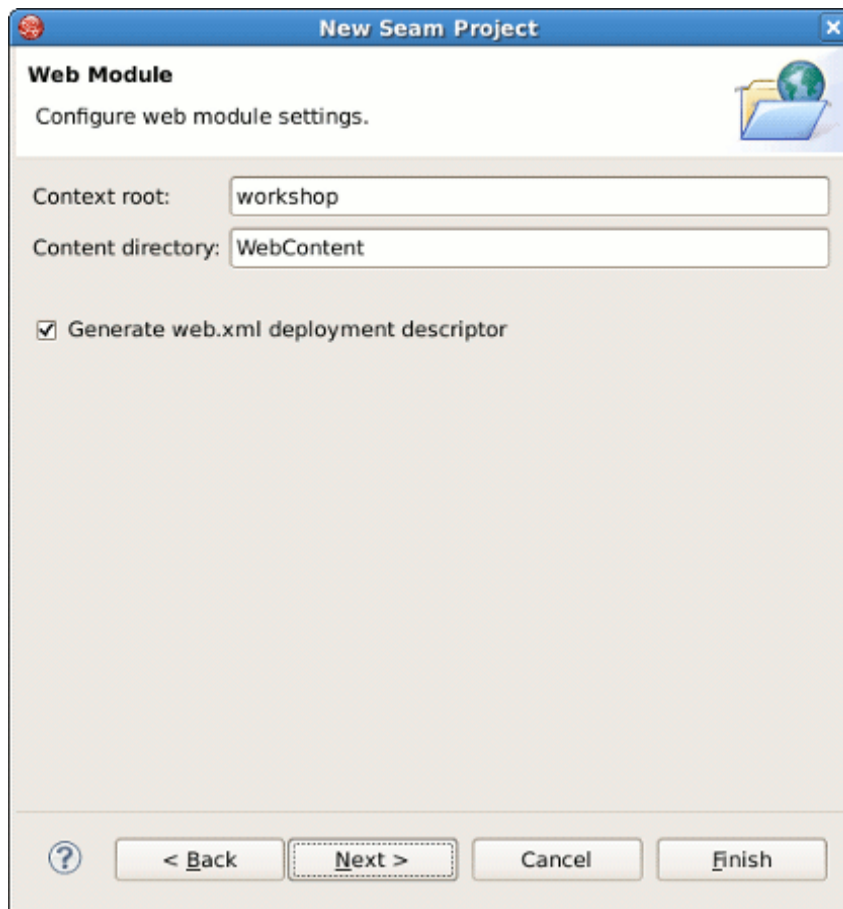 New Seam Project
Web Module
Configure web module settings.
Context root: workshop
Content directory: WebContent
Generate web.xml deployment descriptor
? < Back Next > Cancel Finish